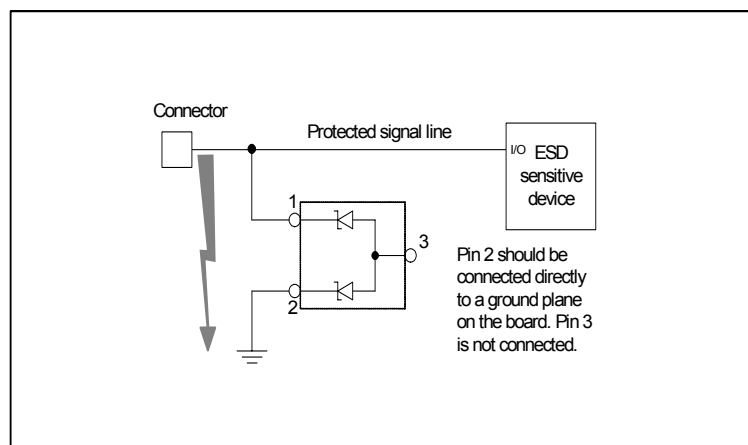 Connector
Protected signal line
I/O
ESD
sensitive
device
1
3
2
Pin 2 should be
connected directly
to a ground plane
on the board. Pin 3
is not connected.